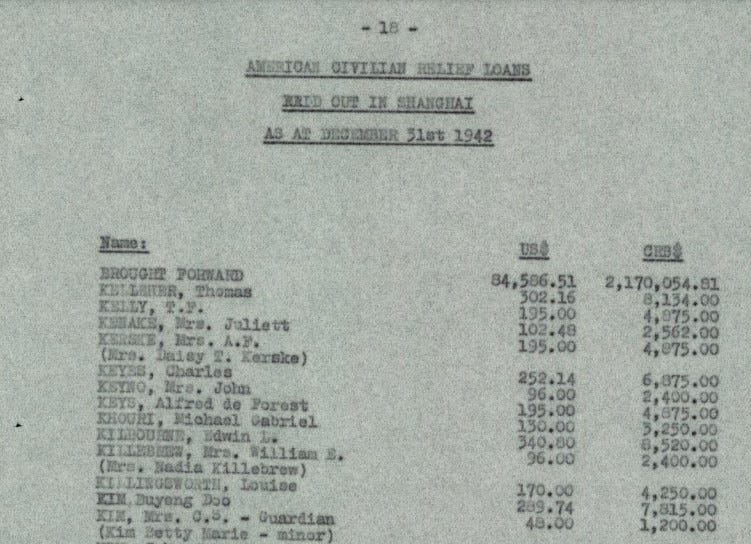 - 18 -
AMERICAN CIVILIAN RELIEF LOANS
PAID OUT IN SHANGHAI
AS AT DECEMBER 31st 1942
Name: US$ CRB$
BROUGHT FORWARD 84,586.51 2,170,054.81
KELLEHER, Thomas 302.16 8,134.00
KELLY, T.F. 195.00 4,875.00
KENAKE, Mrs. Juliett 102.48 2,562.00
KERSKE, Mrs. A.F. 195.00 4,875.00
(Mrs. Daisy T. Kerske)
KEYES, Charles 252.14 6,875.00
KEYNO, Mrs. John 96.00 2,400.00
KEYS, Alfred de Forest 195.00 4,875.00
KHOURI, Michael Gabriel 130.00 3,250.00
KILBOURNE, Edwin L. 340.80 8,520.00
KILLEBREW, Mrs. William E. 96.00 2,400.00
(Mrs. Nadia Killebrew)
KILLINGSWORTH, Louise 170.00 4,250.00
KIM Buyeng Doo 289.74 7,815.00
KIM, Mrs. C.S. - Guardian 48.00 1,200.00
(Kim Betty Marie - minor)